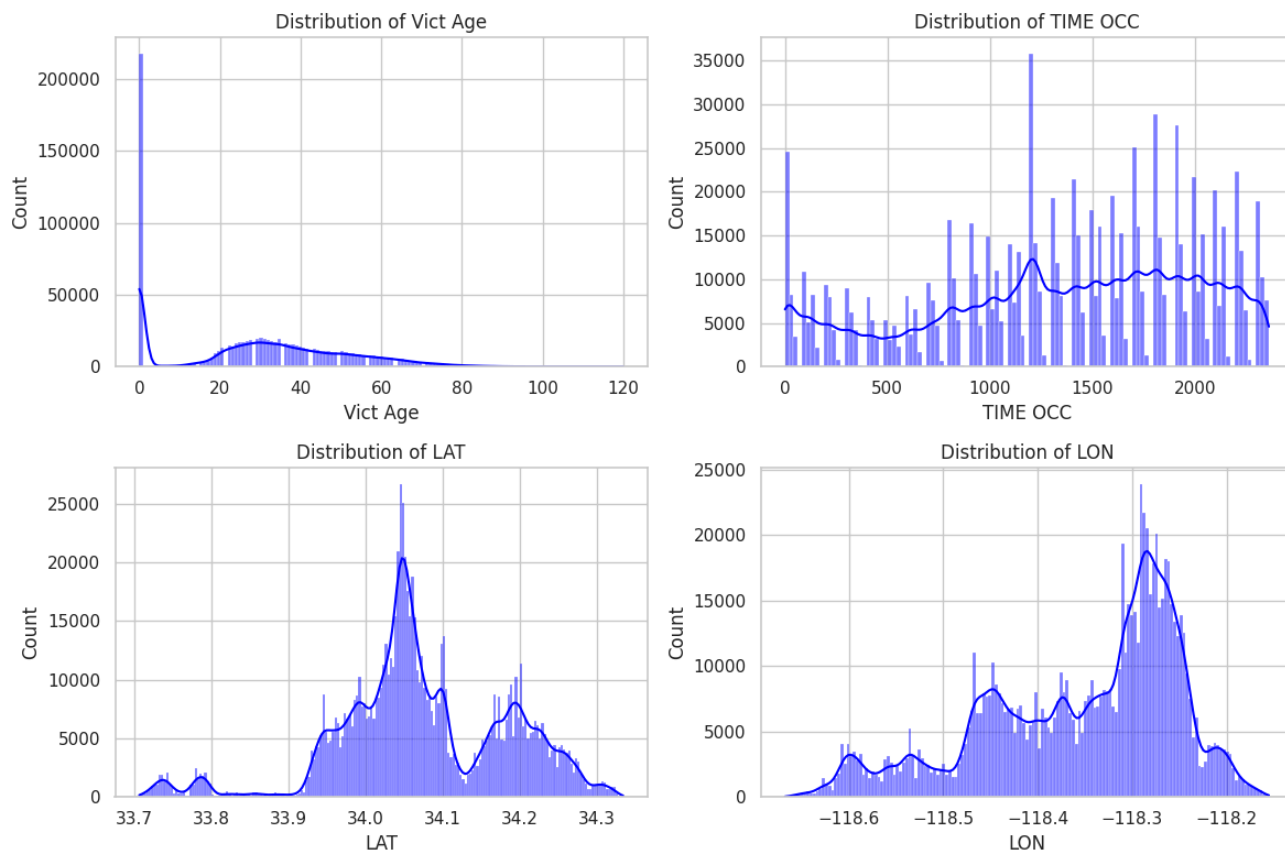 Distribution of Vict Age
200000
150000
100000
50000
0
Count
0 20 40 60 80 100 120
Vict Age
Distribution of TIME OCC
35000
30000
25000
20000
15000
10000
5000
0
Count
0 500 1000 1500 2000
TIME OCC
Distribution of LAT
25000
20000
15000
10000
5000
0
Count
33.7 33.8 33.9 34.0 34.1 34.2 34.3
LAT
Distribution of LON
25000
20000
15000
10000
5000
0
Count
−118.6 −118.5 −118.4 −118.3 −118.2
LON